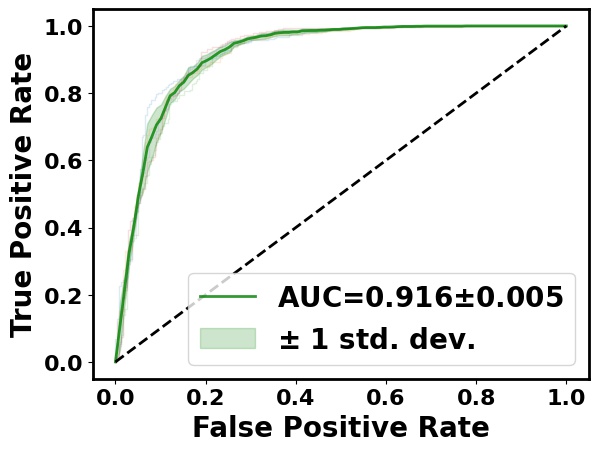 True Positive Rate
1.0
0.8
0.6
0.4
0.2
0.0
AUC=0.916±0.005
± 1 std. dev.
0.0 0.2 0.4 0.6 0.8 1.0
False Positive Rate